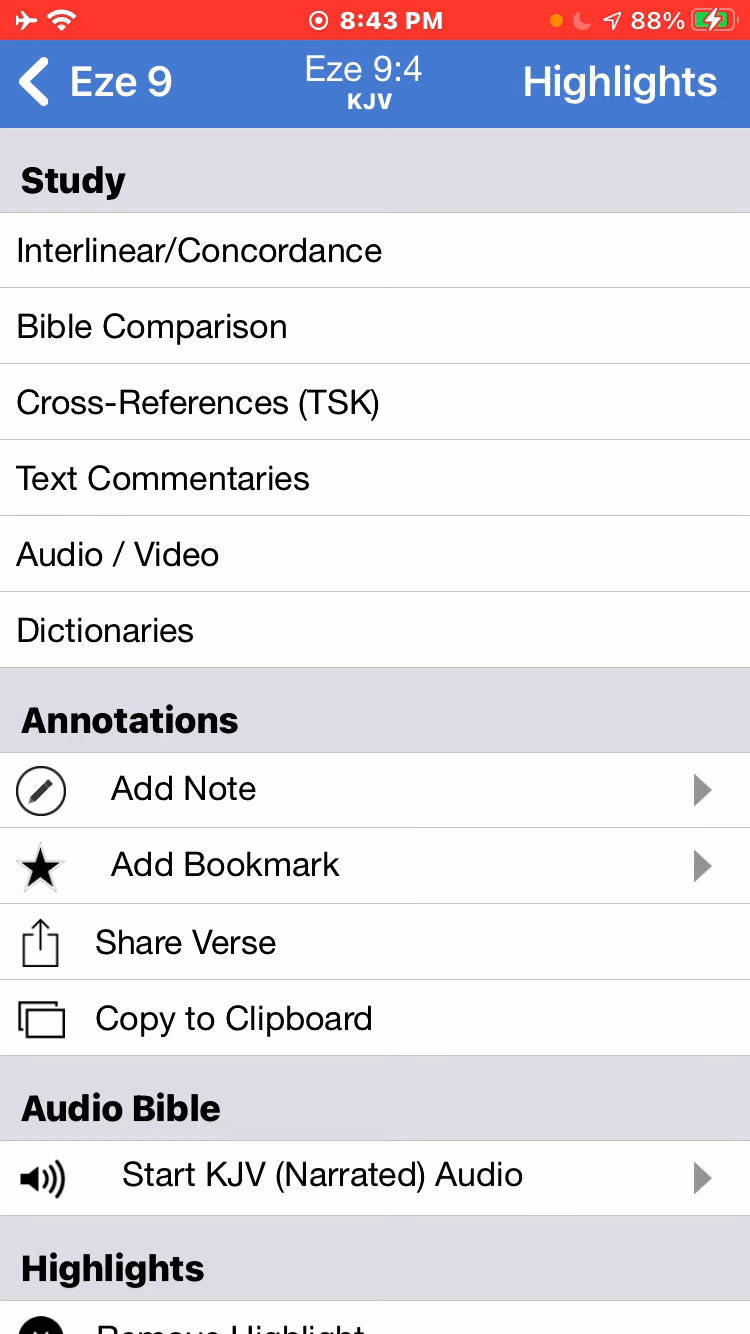 8:43 PM 88%
Eze 9 Eze 9:4 Highlights
KJV
Study
Interlinear/Concordance
Bible Comparison
Cross-References (TSK)
Text Commentaries
Audio / Video
Dictionaries
Annotations
Add Note
Add Bookmark
Share Verse
Copy to Clipboard
Audio Bible
Start KJV (Narrated) Audio
Highlights
Remove Highlight